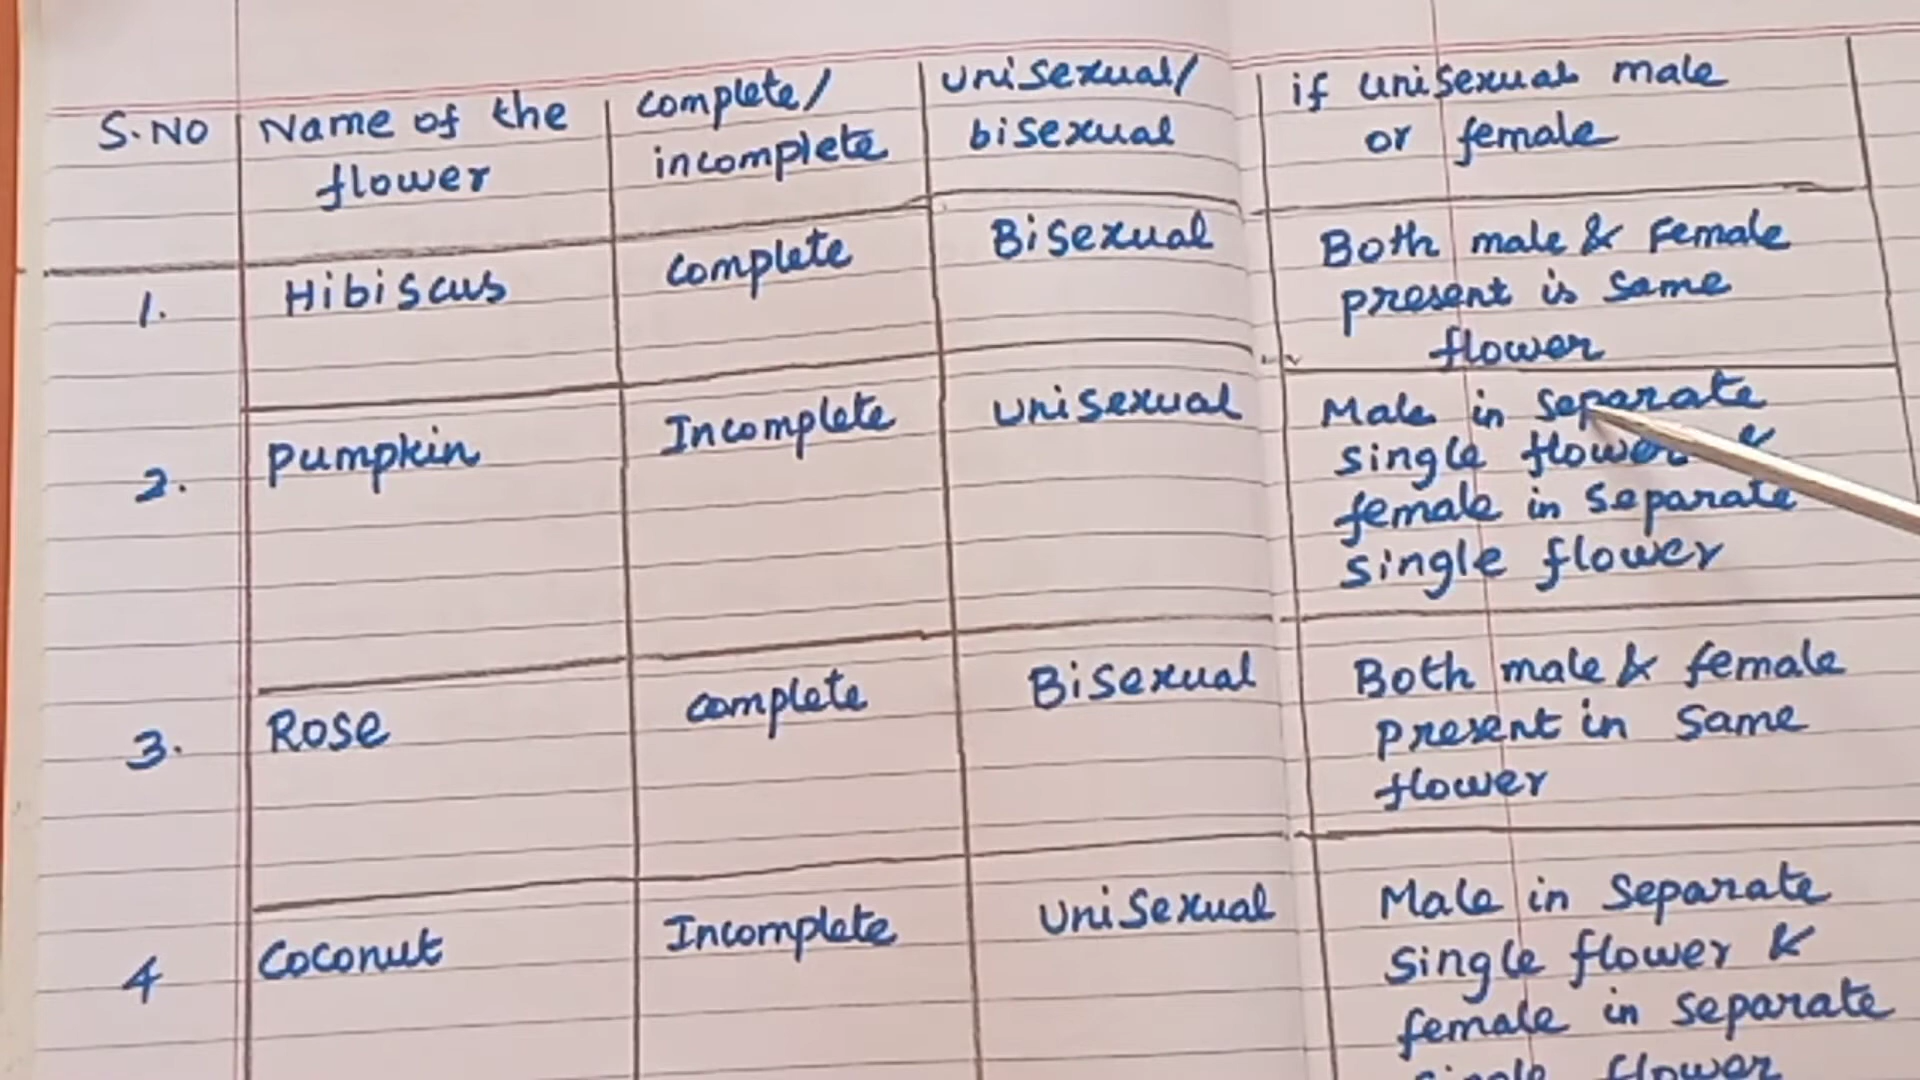 S.No
Name of the
flower
complete/
incomplete
unisexual/
bisexual
if unisexual male
or female
1.
Hibiscus
complete
Bisexual
Both male & female
present is same
flower
2.
pumpkin
Incomplete
unisexual
Male in separate
single flower &
female in separate
single flower
3.
Rose
complete
Bisexual
Both male & female
present in same
flower
4
Coconut
Incomplete
Unisexual
Male in separate
single flower &
female in separate
single flower